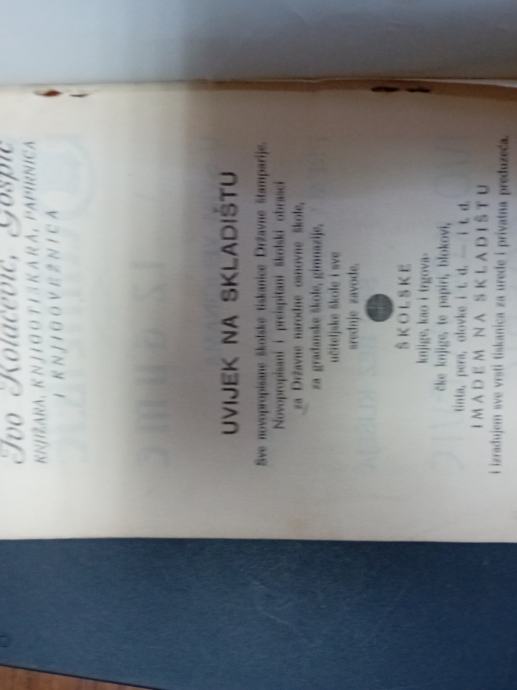 Ivo Kolačević, Gospić
KNJIŽARA, KNJIGOTISKARA, PAPIRNICA
I KNJIGOVEŽNICA
UVIJEK NA SKLADIŠTU
Sve novopropisane školske tiskanice Državne štamparije.
Novopropisani i preispitani školski obrasci
za Državne narodne osnovne škole,
za građanske škole, gimnazije,
učiteljske škole i sve
srednje zavode.
ŠKOLSKE
knjige, kao i trgova-
čke knjige, te papiri, blokovi,
tinta, pera, olovke i t. d. — i t. d.
IMADEM NA SKLADIŠTU
i izrađujem sve vrsti tiskanica za urede i privatna preduzeća.